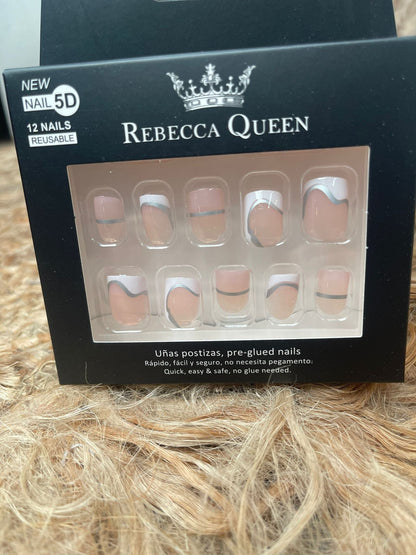 NEW
NAIL 5D
12 NAILS
REUSABLE
REBECCA QUEEN
Uñas postizas, pre-glued nails
Rápido, fácil y seguro, no necesita pegamento.
Quick, easy & safe, no glue needed.